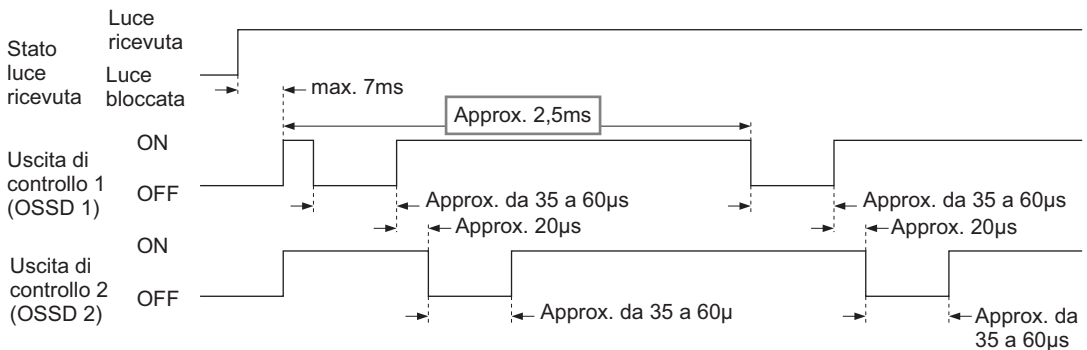 Stato
luce
ricevuta
Luce
ricevuta
Luce
bloccata
max. 7ms
Approx. 2,5ms
Uscita di
controllo 1
(OSSD 1)
ON
OFF
Approx. da 35 a 60µs
Approx. da 35 a 60µs
Approx. 20µs
Approx. 20µs
Uscita di
controllo 2
(OSSD 2)
ON
OFF
Approx. da 35 a 60µ
Approx. da
35 a 60µs